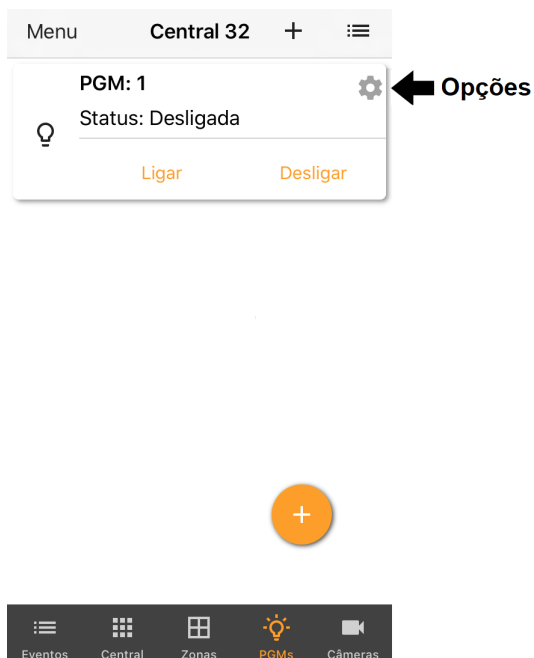 Menu Central 32 +
PGM: 1
Opções
Status: Desligada
Ligar Desligar
+
Eventos Central Zonas PGMs Câmeras